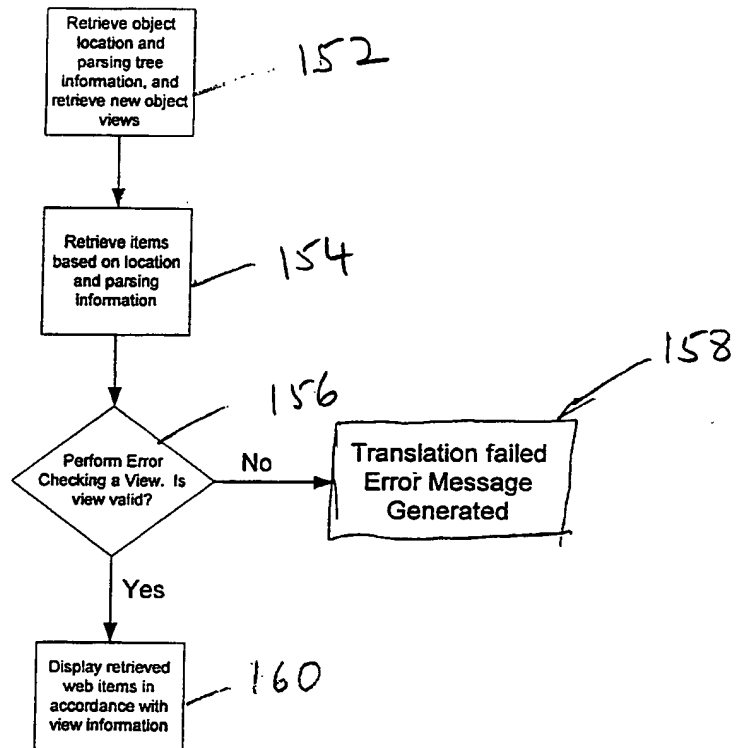 Retrieve object
location and
parsing tree
information, and
retrieve new object
views
152
Retrieve items
based on location
and parsing
information
154
158
156
Perform Error
Checking a View. Is
view valid?
No
Translation failed
Error Message
Generated
Yes
Display retrieved
web items in
accordance with
view information
160